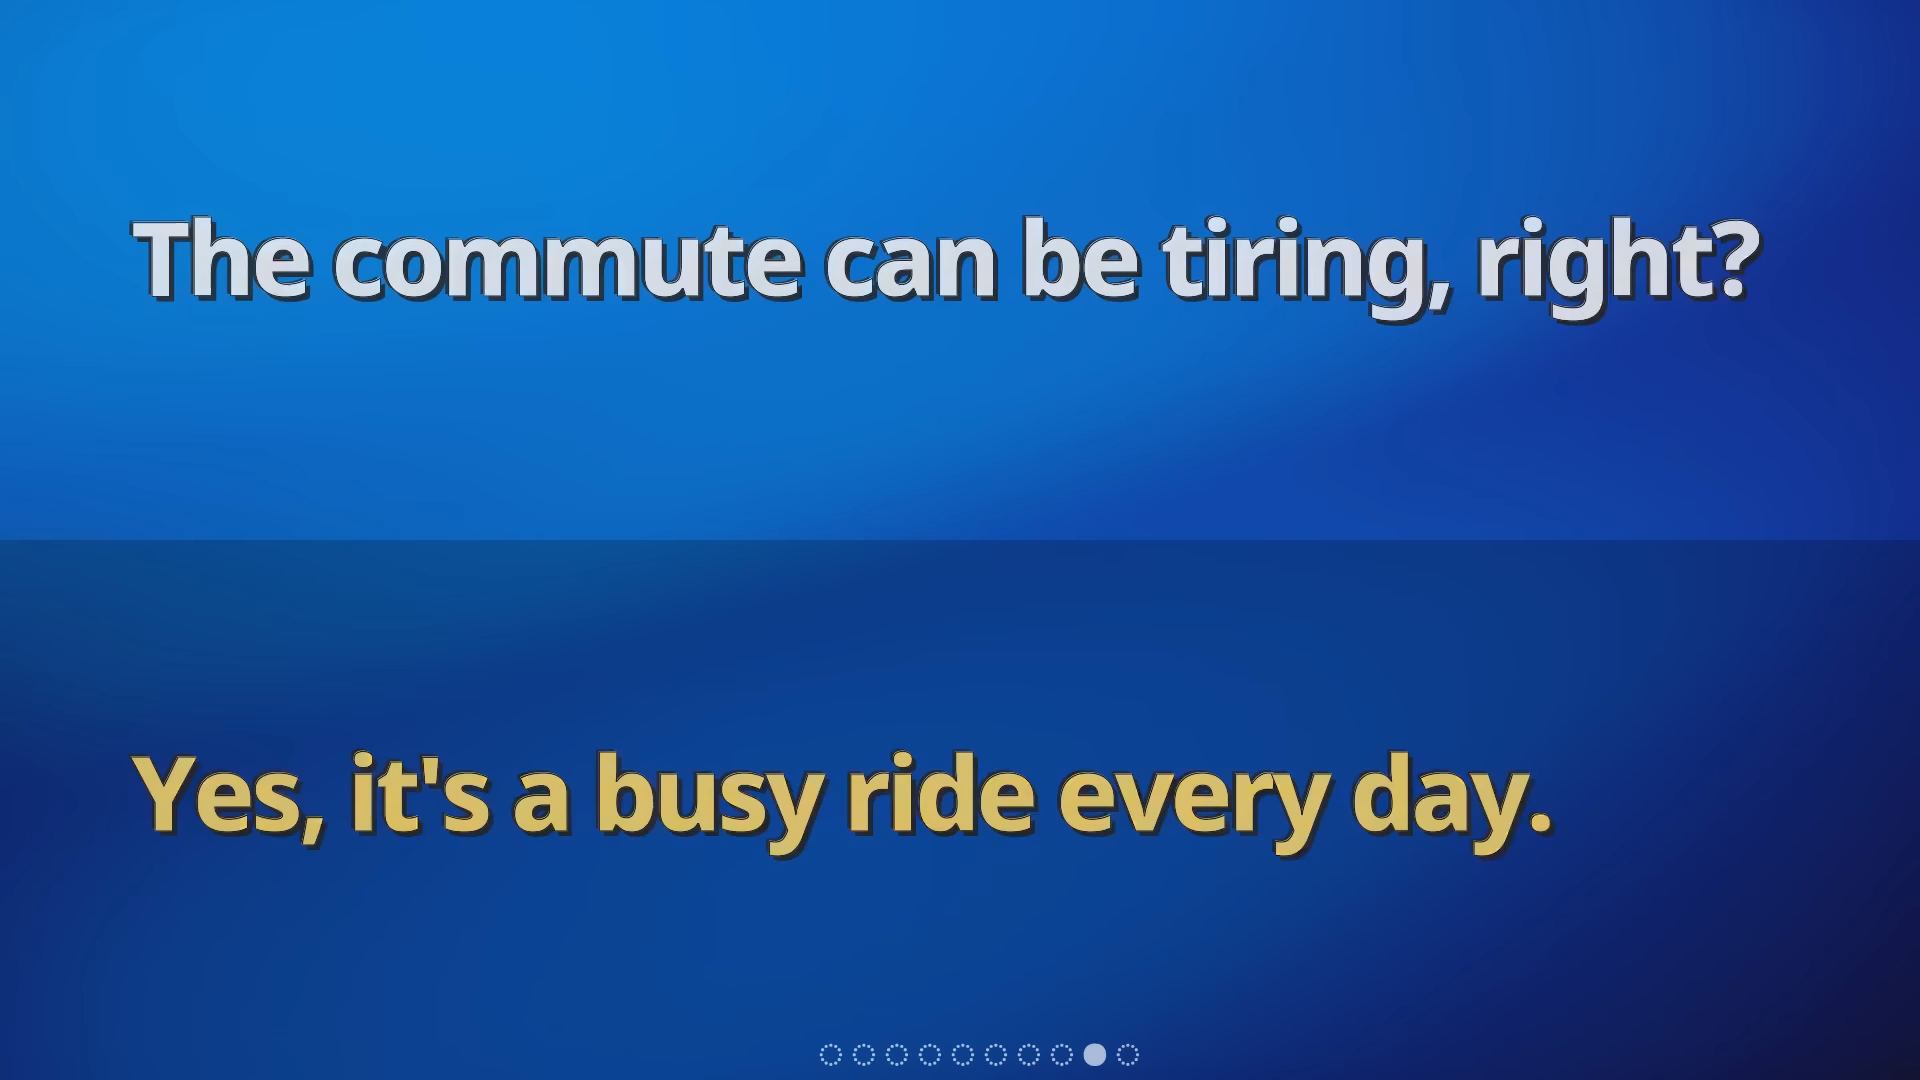 The commute can be tiring, right?
Yes, it's a busy ride every day.